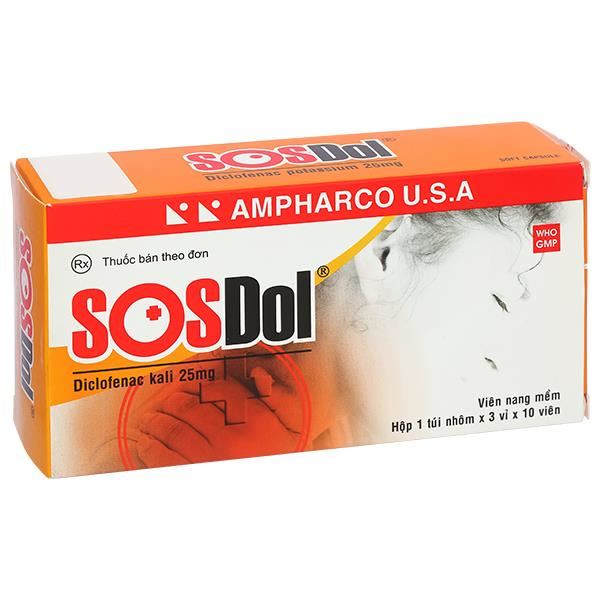 SOSDol®
Diclofenac potassium 25mg
SOFT CAPSULE
AMPHARCO U.S.A
Rx Thuốc bán theo đơn
WHO
GMP
SOSDol®
Diclofenac kali 25mg
Viên nang mềm
Hộp 1 túi nhôm x 3 vỉ x 10 viên
SOSDol